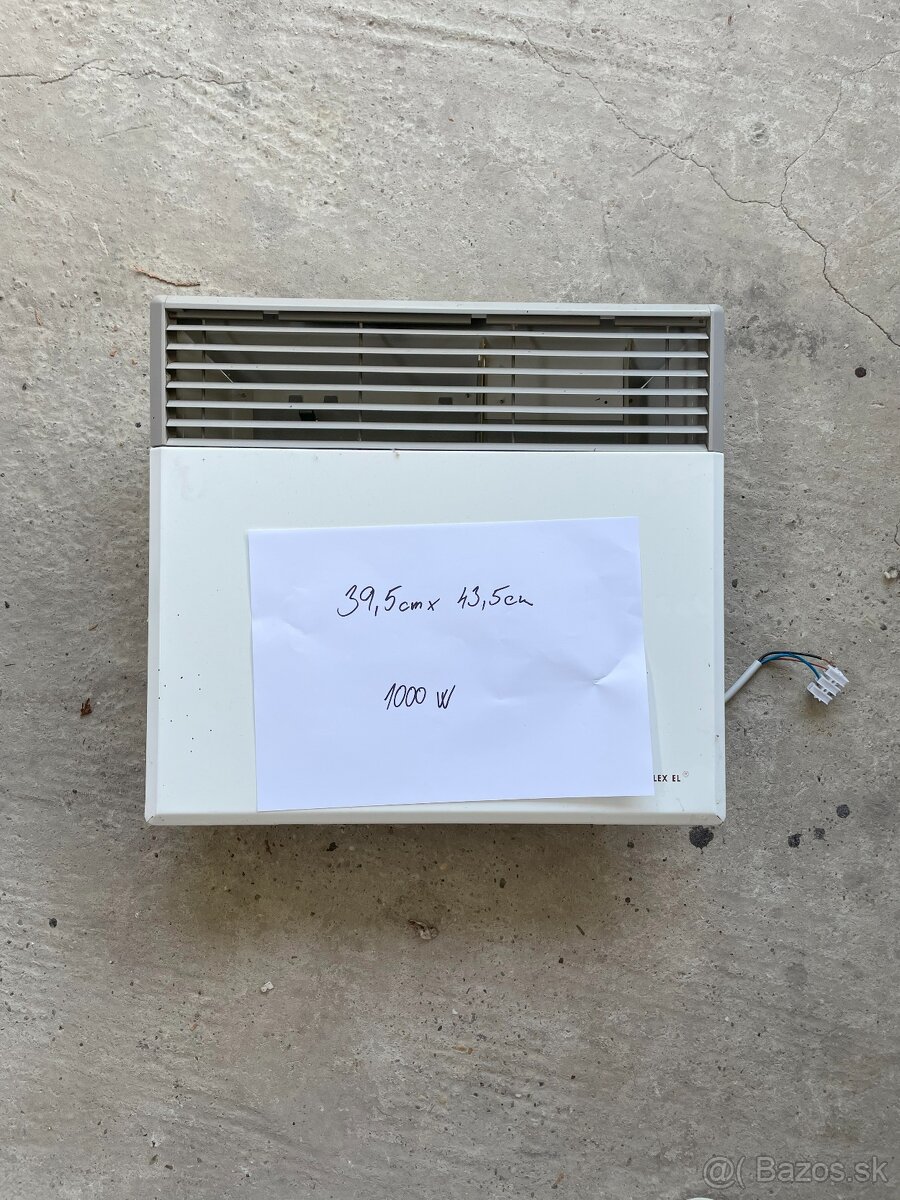 39,5cm x 43,5cm
1000 W
LEX EL®
@( Bazos.sk